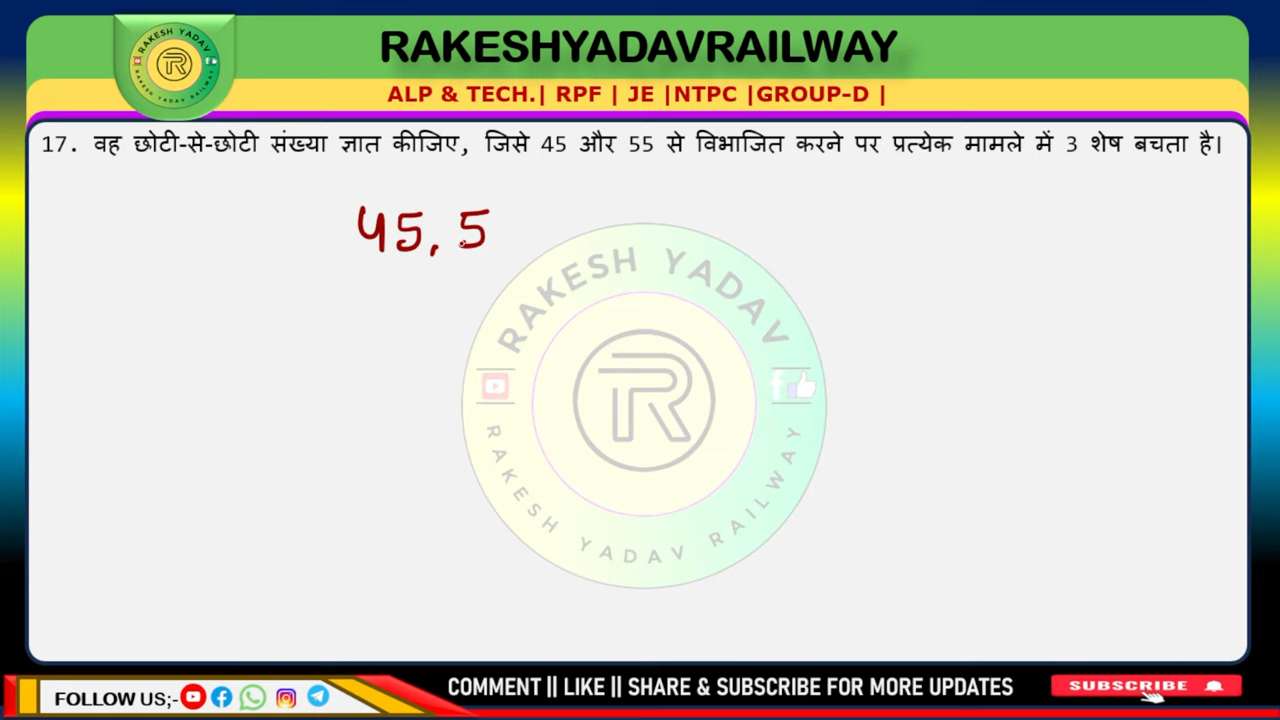 RAKESH YADAV
R
RAKESH YADAV RAILWAY
RAKESHYADAVRAILWAY
ALP & TECH.| RPF | JE |NTPC |GROUP-D |
17. वह छोटी-से-छोटी संख्या ज्ञात कीजिए, जिसे 45 और 55 से विभाजित करने पर प्रत्येक मामले में 3 शेष बचता है।
45, 5
RAKESH YADAV
R
RAKESH YADAV RAILWAY
FOLLOW US;-
COMMENT || LIKE || SHARE & SUBSCRIBE FOR MORE UPDATES
SUBSCRIBE